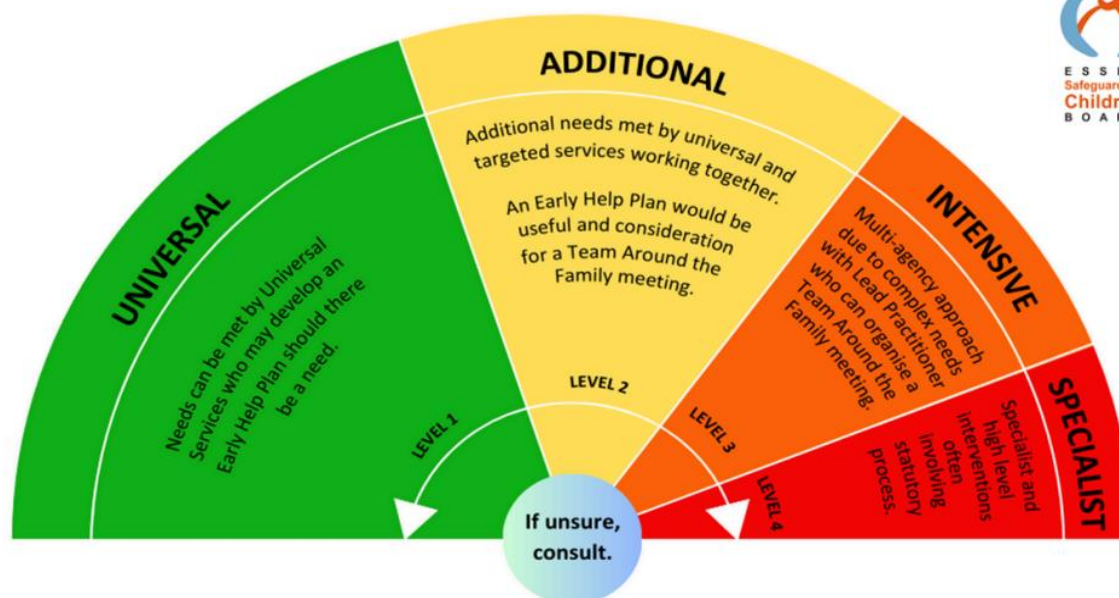 UNIVERSAL
Needs can be met by Universal
Services who may develop an
Early Help Plan should there
be a need.
LEVEL 1
ADDITIONAL
Additional needs met by universal and
targeted services working together.
An Early Help Plan would be
useful and consideration
for a Team Around the
Family meeting.
LEVEL 2
INTENSIVE
Multi-agency approach
due to complex needs
with Lead Practitioner
who can organise a
Team Around the
Family meeting.
LEVEL 3
SPECIALIST
Specialist and
high level
interventions
often
involving
statutory
process.
LEVEL 4
If unsure,
consult.